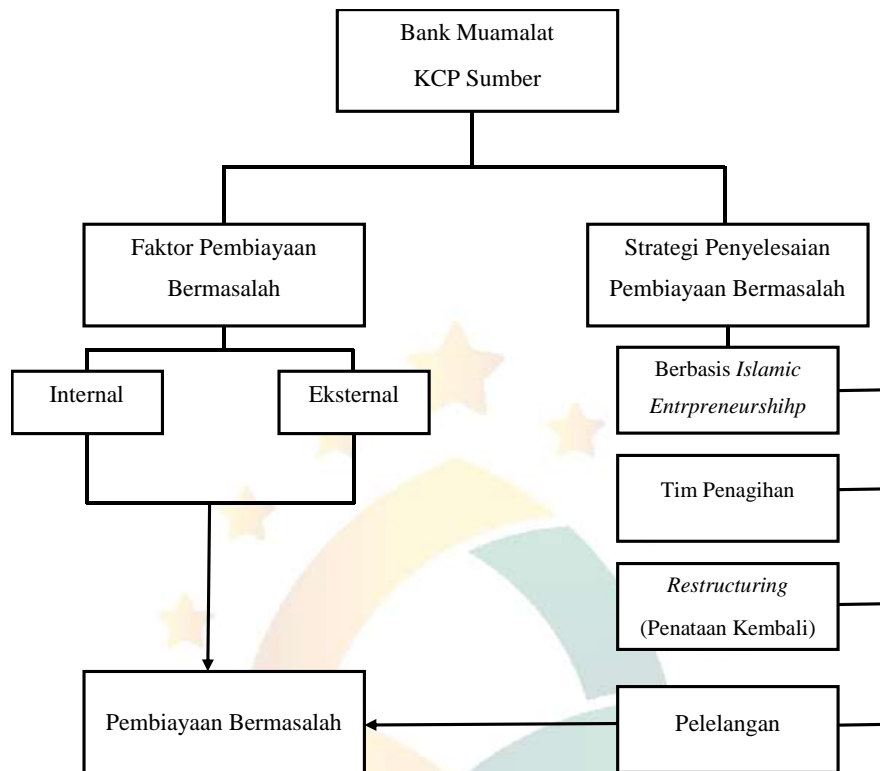 Bank Muamalat
KCP Sumber
Faktor Pembiayaan
Bermasalah
Strategi Penyelesaian
Pembiayaan Bermasalah
Internal
Eksternal
Berbasis Islamic
Entrpreneurshihp
Tim Penagihan
Restructuring
(Penataan Kembali)
Pembiayaan Bermasalah
Pelelangan